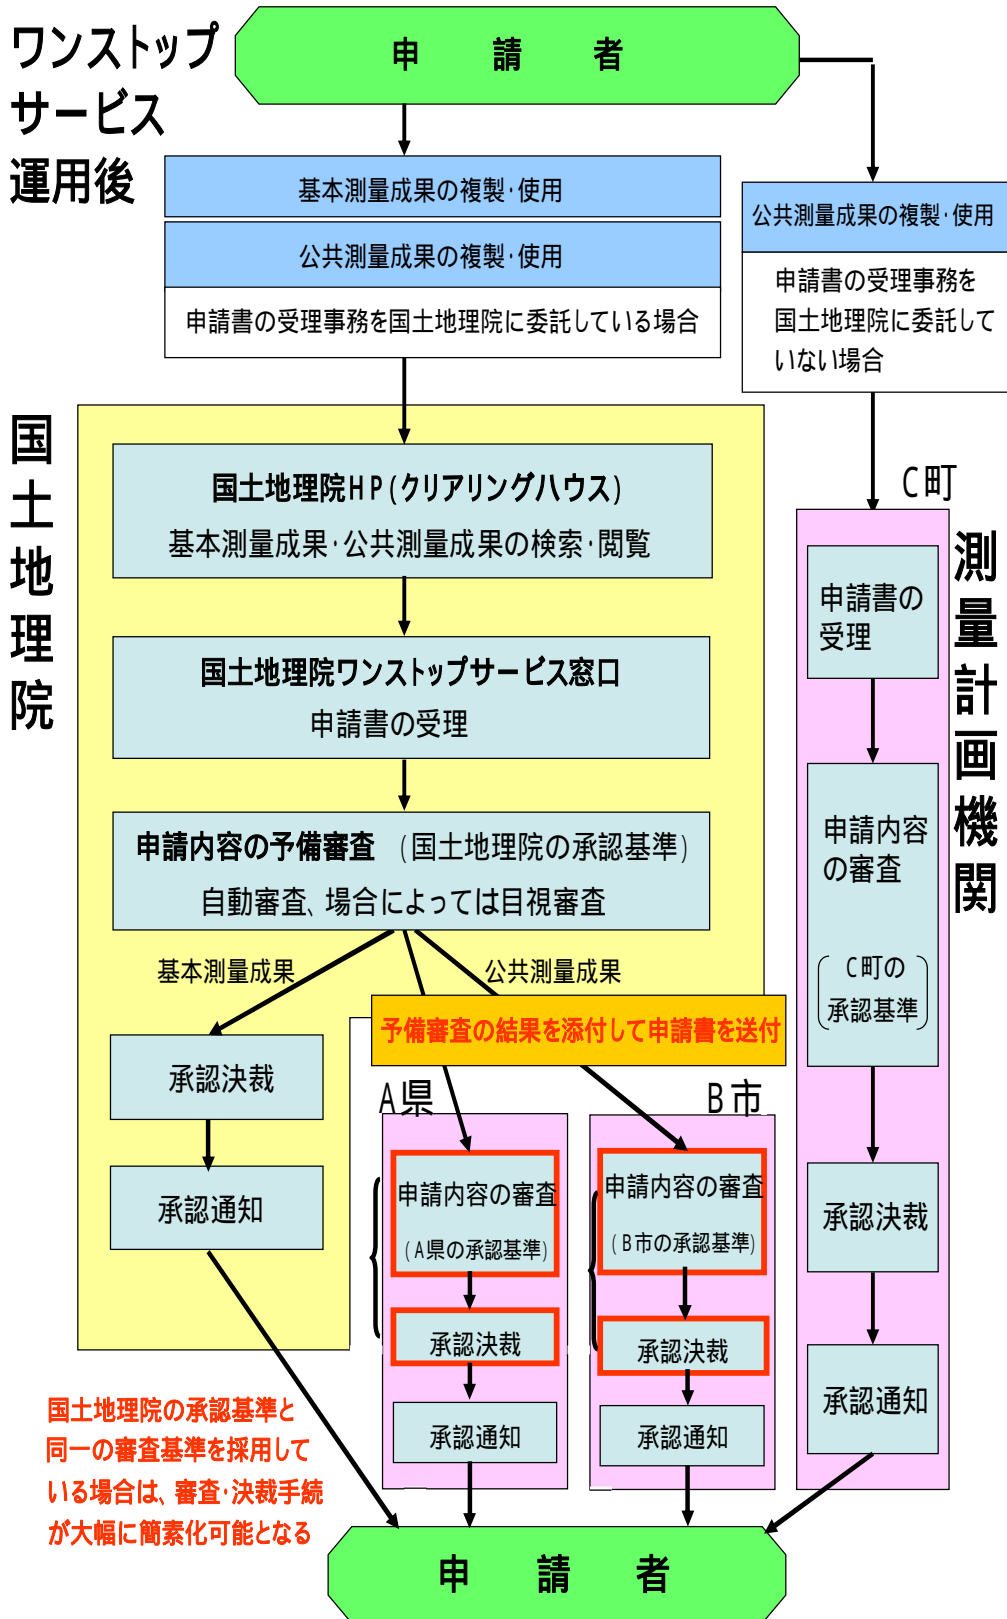 ワンストップ
サービス
運用後
申　請　者
基本測量成果の複製・使用
公共測量成果の複製・使用
申請書の受理事務を国土地理院に委託している場合
公共測量成果の複製・使用
申請書の受理事務を
国土地理院に委託して
いない場合
国土地理院
国土地理院HP(クリアリングハウス)
基本測量成果・公共測量成果の検索・閲覧
国土地理院ワンストップサービス窓口
申請書の受理
申請内容の予備審査　(国土地理院の承認基準)
自動審査、場合によっては目視審査
基本測量成果
公共測量成果
予備審査の結果を添付して申請書を送付
承認決裁
承認通知
A県
申請内容の審査
(A県の承認基準)
承認決裁
承認通知
B市
申請内容の審査
(B市の承認基準)
承認決裁
承認通知
C町
測量計画機関
申請書の
受理
申請内容
の審査
C町の
承認基準
承認決裁
承認通知
国土地理院の承認基準と
同一の審査基準を採用して
いる場合は、審査・決裁手続
が大幅に簡素化可能となる
申　請　者